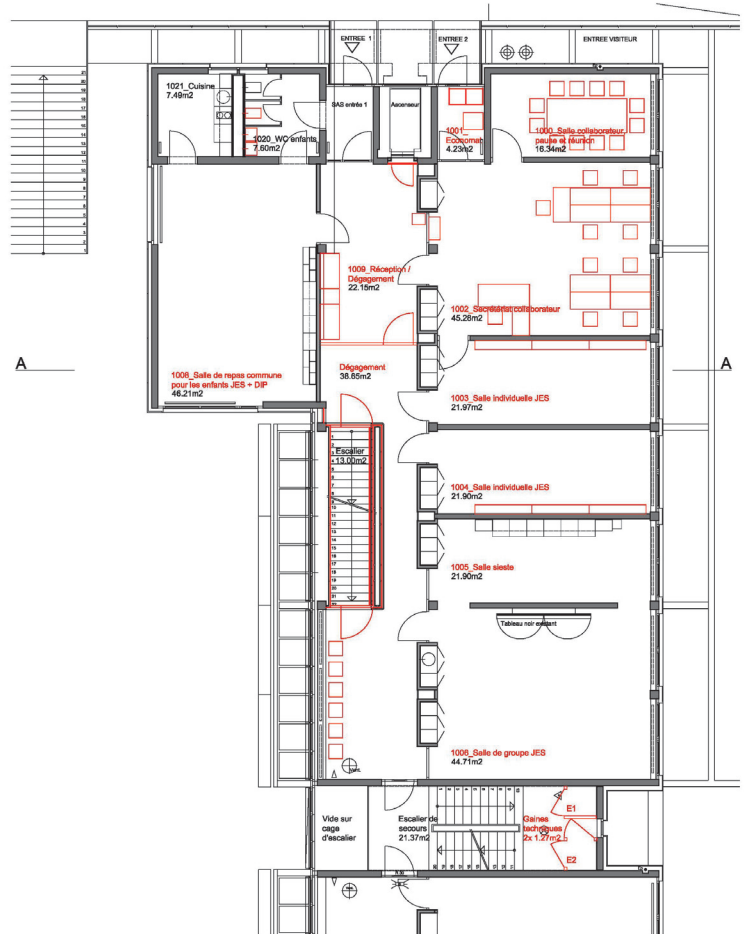 ENTREE 1
ENTREE 2
ENTREE VISITEUR
1021_Cuisine
7.49m2
SAS entrée 1
Ascenseur
1020_WC enfants
7.60m2
1001_
Economat
4.23m2
1000_Salle collaborateur
pause et réunion
16.34m2
1009_Réception /
Dégagement
22.15m2
1002_Secrétariat collaborateur
45.26m2
A
A
Dégagement
38.65m2
1008_Salle de repas commune
pour les enfants JES + DIP
46.21m2
1003_Salle individuelle JES
21.97m2
Escalier
13.00m2
1004_Salle individuelle JES
21.90m2
1005_Salle sieste
21.90m2
Tableau noir existant
1006_Salle de groupe JES
44.71m2
Vide sur
cage
d'escalier
Escalier de
secours
21.37m2
Gaines
techniques
2x 1.27m2
E1
E2